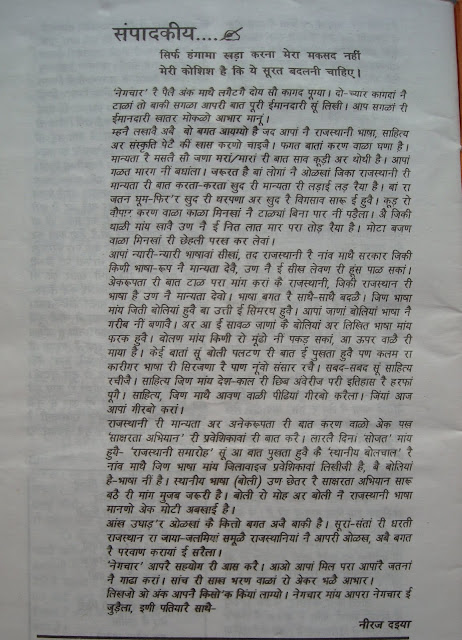 संपादकीय....✍
सिर्फ हंगामा खड़ा करना मेरा मकसद नहीं
मेरी कोशिश है कि ये सूरत बदलनी चाहिए।
'नेगचार' रै पैलै अंक माथै लगैटगै दोय सौ कागद पूग्या। दो-च्यार कागदां नै
टाळां तो बाकी सगळा आपरी बात पूरी ईमानदारी सूं लिखी। आप सगळां री
ईमानदारी खातर मोकळो आभार मानूं।
म्हनै लखावै अबै बो बगत आयग्यो है जद आपां नै राजस्थानी भाषा, साहित्य
अर संस्कृति पेटै कीं खास करणो चाइजै। फगत बातां करण वाळा घणा है।
मान्यता रै मसलै सौ जणा मरां/मारां री बात साव कूड़ी अर थोथी है। आपां
गळत मारग नीं बघांला। जरूरत है बां लोगां नै ओळखां जिका राजस्थानी री
मान्यता री बात करता-करता खुद री मान्यता री लड़ाई लड़ रैया है। बां रा
जतन घूम-फिर'र खुद री थरपणा अर खुद रै विगसाव सारू ई हुवै। कूड़ रो
वौपार करण वाळा काळा मिनखां नै टाळ्यां बिना पार नीं पड़ैला। अै जिकी
थाळी मांय खावै उण नै ई नित लात मार परा तोड़ रैया है। मोटा बजण
वाळा मिनखां री छेहली परख कर लेवां।
आपां न्यारी-न्यारी भाषावां सीखां, तद राजस्थानी रै नांव माथै सरकार जिकी
किणी भाषा-रूप नै मान्यता देवै, उण नै ई सीख लेवण री हूंस पाळ सकां।
अेकरूपता री बात टाळ परा मांग करां कै राजस्थानी, जिकी राजस्थान री
भाषा है उण नै मान्यता देवो। भाषा बगत रै साथै-साथै बदळै। जिण भाषा
मांय जिती बोलियां हुवै बा उत्ती ई सिमरथ हुवै। आपां जाणां बोलियां भाषा नै
गरीब नीं बणावै। अर आ ई सावळ जाणां कै बोलियां अर लिखित भाषा मांय
फरक हुवै। बोलण मांय किणी रो मूंढो नीं पकड़ सकां, आ ऊपर वाळै री
माया है। केई बातां सूं बोली पलटण री बात ई पुखता हुवै पण कलम रा
कारीगर भाषा री सिरजणा रै पाण नूंवो संसार रचै। सबद-सबद सूं साहित्य
रचीजै। साहित्य जिण मांय देश-काल री छिब अंवेरीज परी इतिहास रै हरफां
पूगै। साहित्य, जिण माथै आवण वाळी पीढियां गीरबो करैला। जियां आज
आपां गीरबो करां।
राजस्थानी री मान्यता अर अनेकरूपता री बात करण वाळो अेक पख
'साक्षरता अभियान' री प्रवेशिकावां री बात करै। लारलै दिनां 'सोजत' मांय
हुयै- 'राजस्थानी समारोह' सूं आ बात पुखता हुवै कै 'स्थानीय बोलचाल' रै
नांव माथै जिण भाषा मांय जिलावाइज प्रवेशिकावां लिखीजी है, बै बोलियां
है-भाषा नीं है। स्थानीय भाषा (बोली) उण छेतर रै साक्षरता अभियान सारू
बठै री मांग मुजब जरूरी है। बोली रो मोह अर बोली नै राजस्थानी भाषा
मानणो अेक मोटी अबखाई है।
आंख उघाड़'र ओळखां कै कित्तो बगत अजै बाकी है। सूरां-संतां री धरती
राजस्थान रा जाया-जलमियां समूळै राजस्थानियां नै आपरी ओळख, अबै बगत
रै परवाण करायां ई सरैला।
'नेगचार' आपरै सहयोग री आस करै। आओ आपां मिल परा आपांरै जतनां
नै गाढा करां। सांच री साख भरण वाळां रो अेकर भळै आभार।
लिखजो ओ अंक आपनै किसो'क कियां लाग्यो। नेगचार मांय आपरा नेगचार ई
जुड़ैला, इणी पतियारै साथै-
नीरज दइया